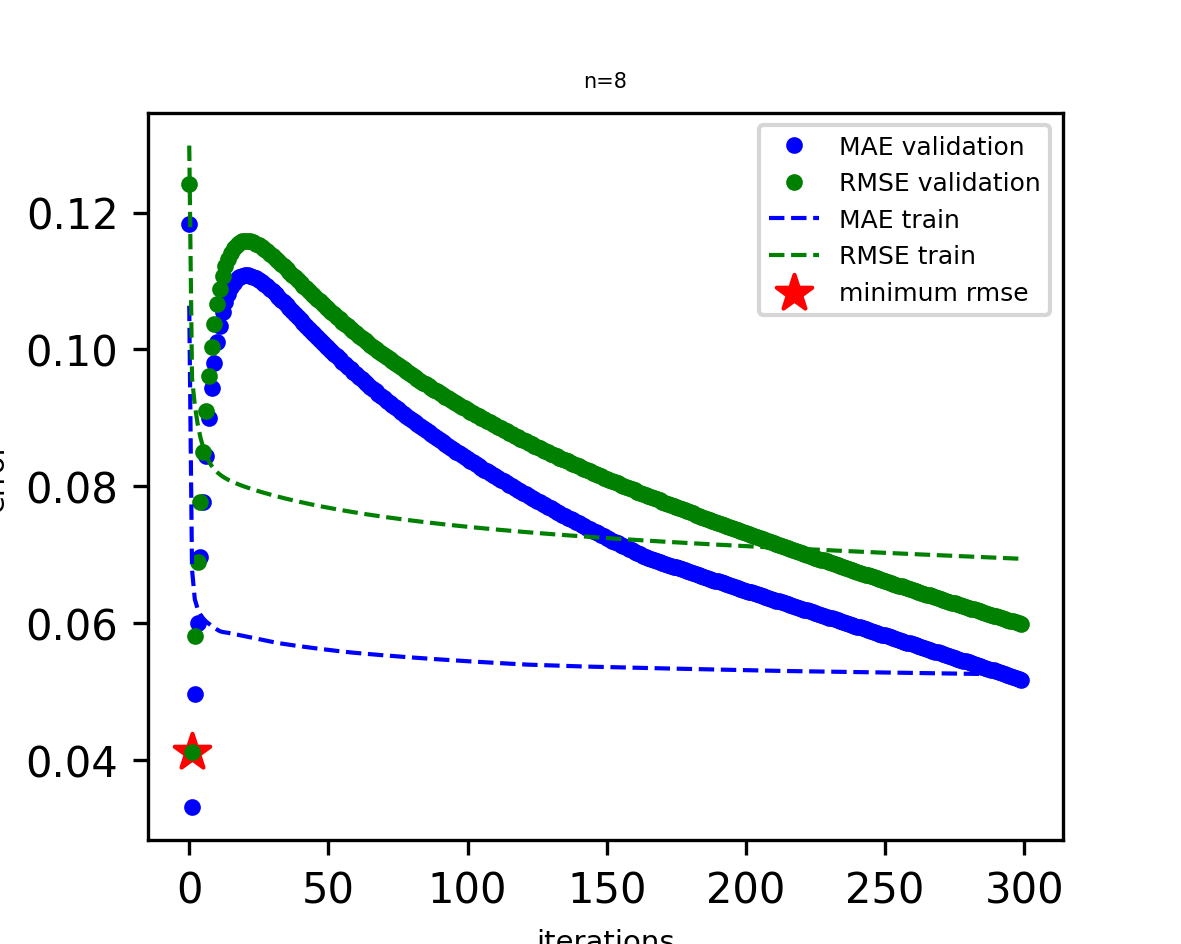 n=8
MAE validation
RMSE validation
MAE train
RMSE train
minimum rmse
0.12
0.10
0.08
0.06
0.04
0
50
100
150
200
250
300
iterations